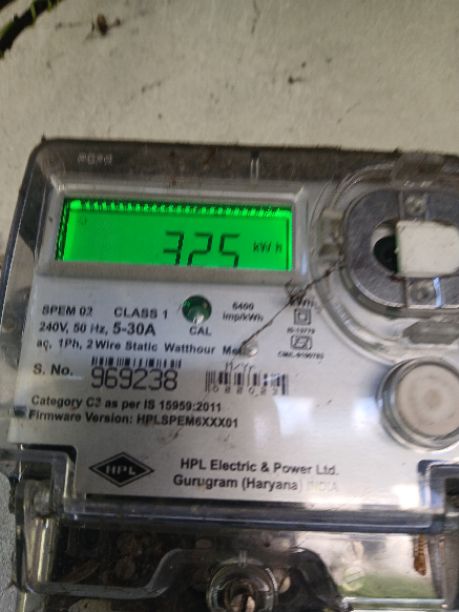 325 kWh
SPEM 02 CLASS 1
6400 imp/kWh
240V, 50 Hz, 5-30A
CAL
aç. 1Ph, 2 Wire Static Watthour
S. No. 969238
Category C3 as per IS 15959:2011
Firmware Version: HPLSPEM6XXX01
HPL
HPL Electric & Power Ltd.
Gurugram (Haryana) INDIA